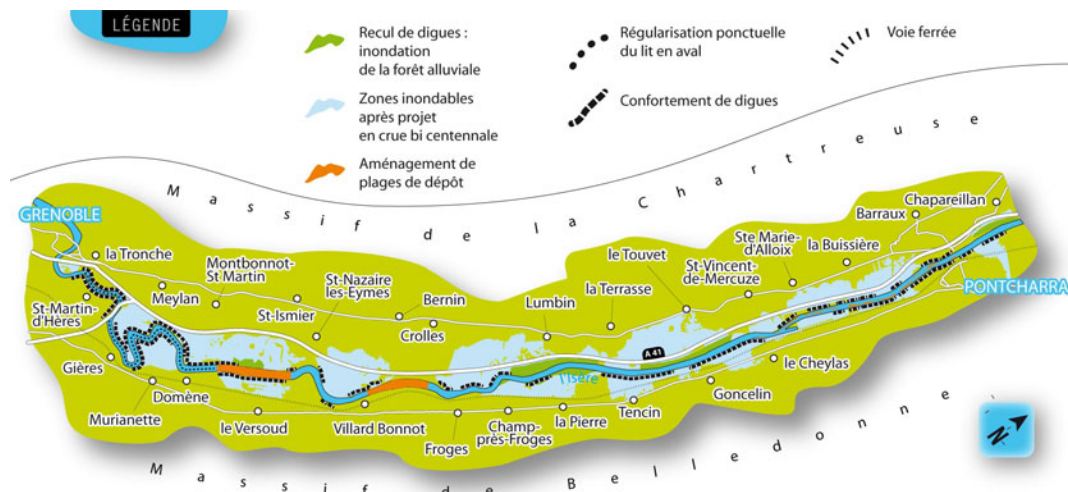 LÉGENDE
Recul de digues :
inondation
de la forêt alluviale
Zones inondables
après projet
en crue bi centennale
Aménagement de
plages de dépôt
Régularisation ponctuelle
du lit en aval
Confortement de digues
Voie ferrée
Massif de la Chartreuse
GRENOBLE
la Tronche
Montbonnot-
St Martin
Meylan
St-Nazaire
les-Eymes
St-Ismier
Bernin
Crolles
Lumbin
la Terrasse
le Touvet
St-Vincent-
de-Mercuze
Ste Marie-
d'Alloix
la Buissière
Barraux
Chapareillan
PONTCHARRA
St-Martin-
d'Hères
Gières
Murianette
Domène
le Versoud
Villard Bonnot
Froges
Champ-
près-Froges
la Pierre
Tencin
Goncelin
le Cheylas
A 41
l'Isère
Massif de Belledonne
N